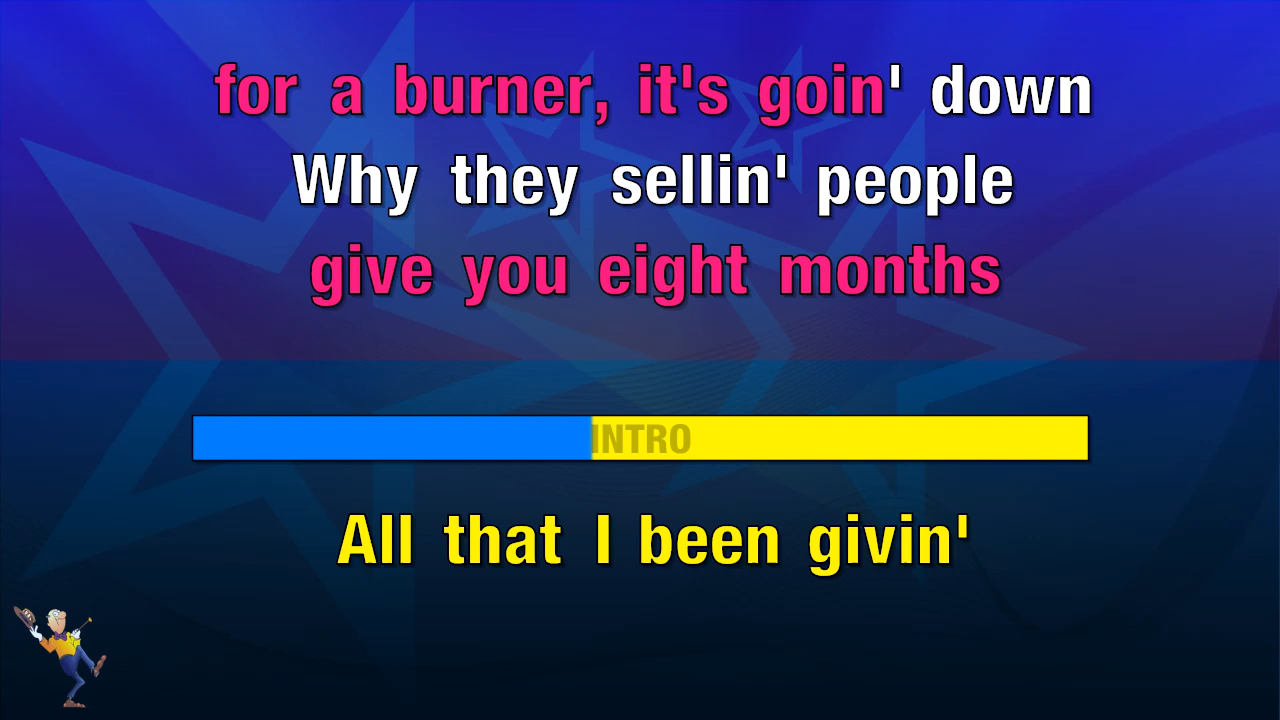 for a burner, it's goin' down
Why they sellin' people
give you eight months
INTRO
All that I been givin'